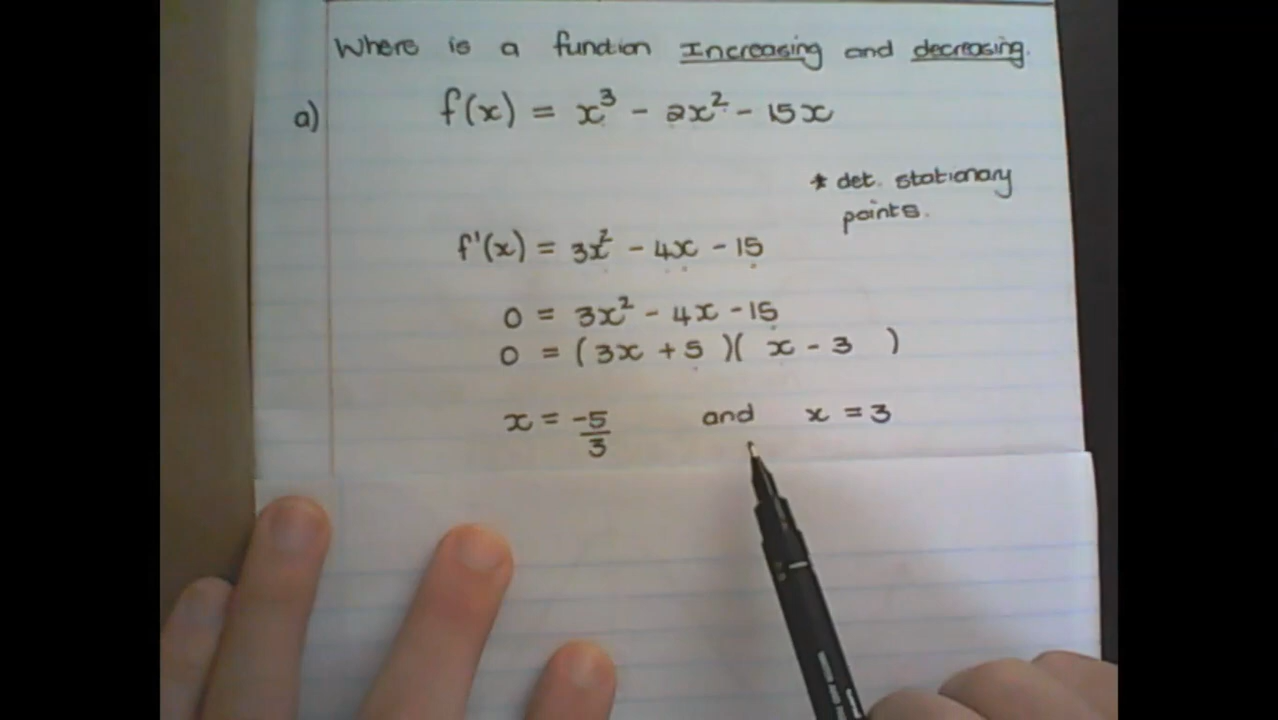 Where is a function Increasing and decreasing.
a) f(x) = x³ - 2x² - 15x
* det. stationary
points.
f'(x) = 3x² - 4x - 15
0 = 3x² - 4x - 15
0 = (3x + 5 )( x - 3 )
x = -5/3 and x = 3